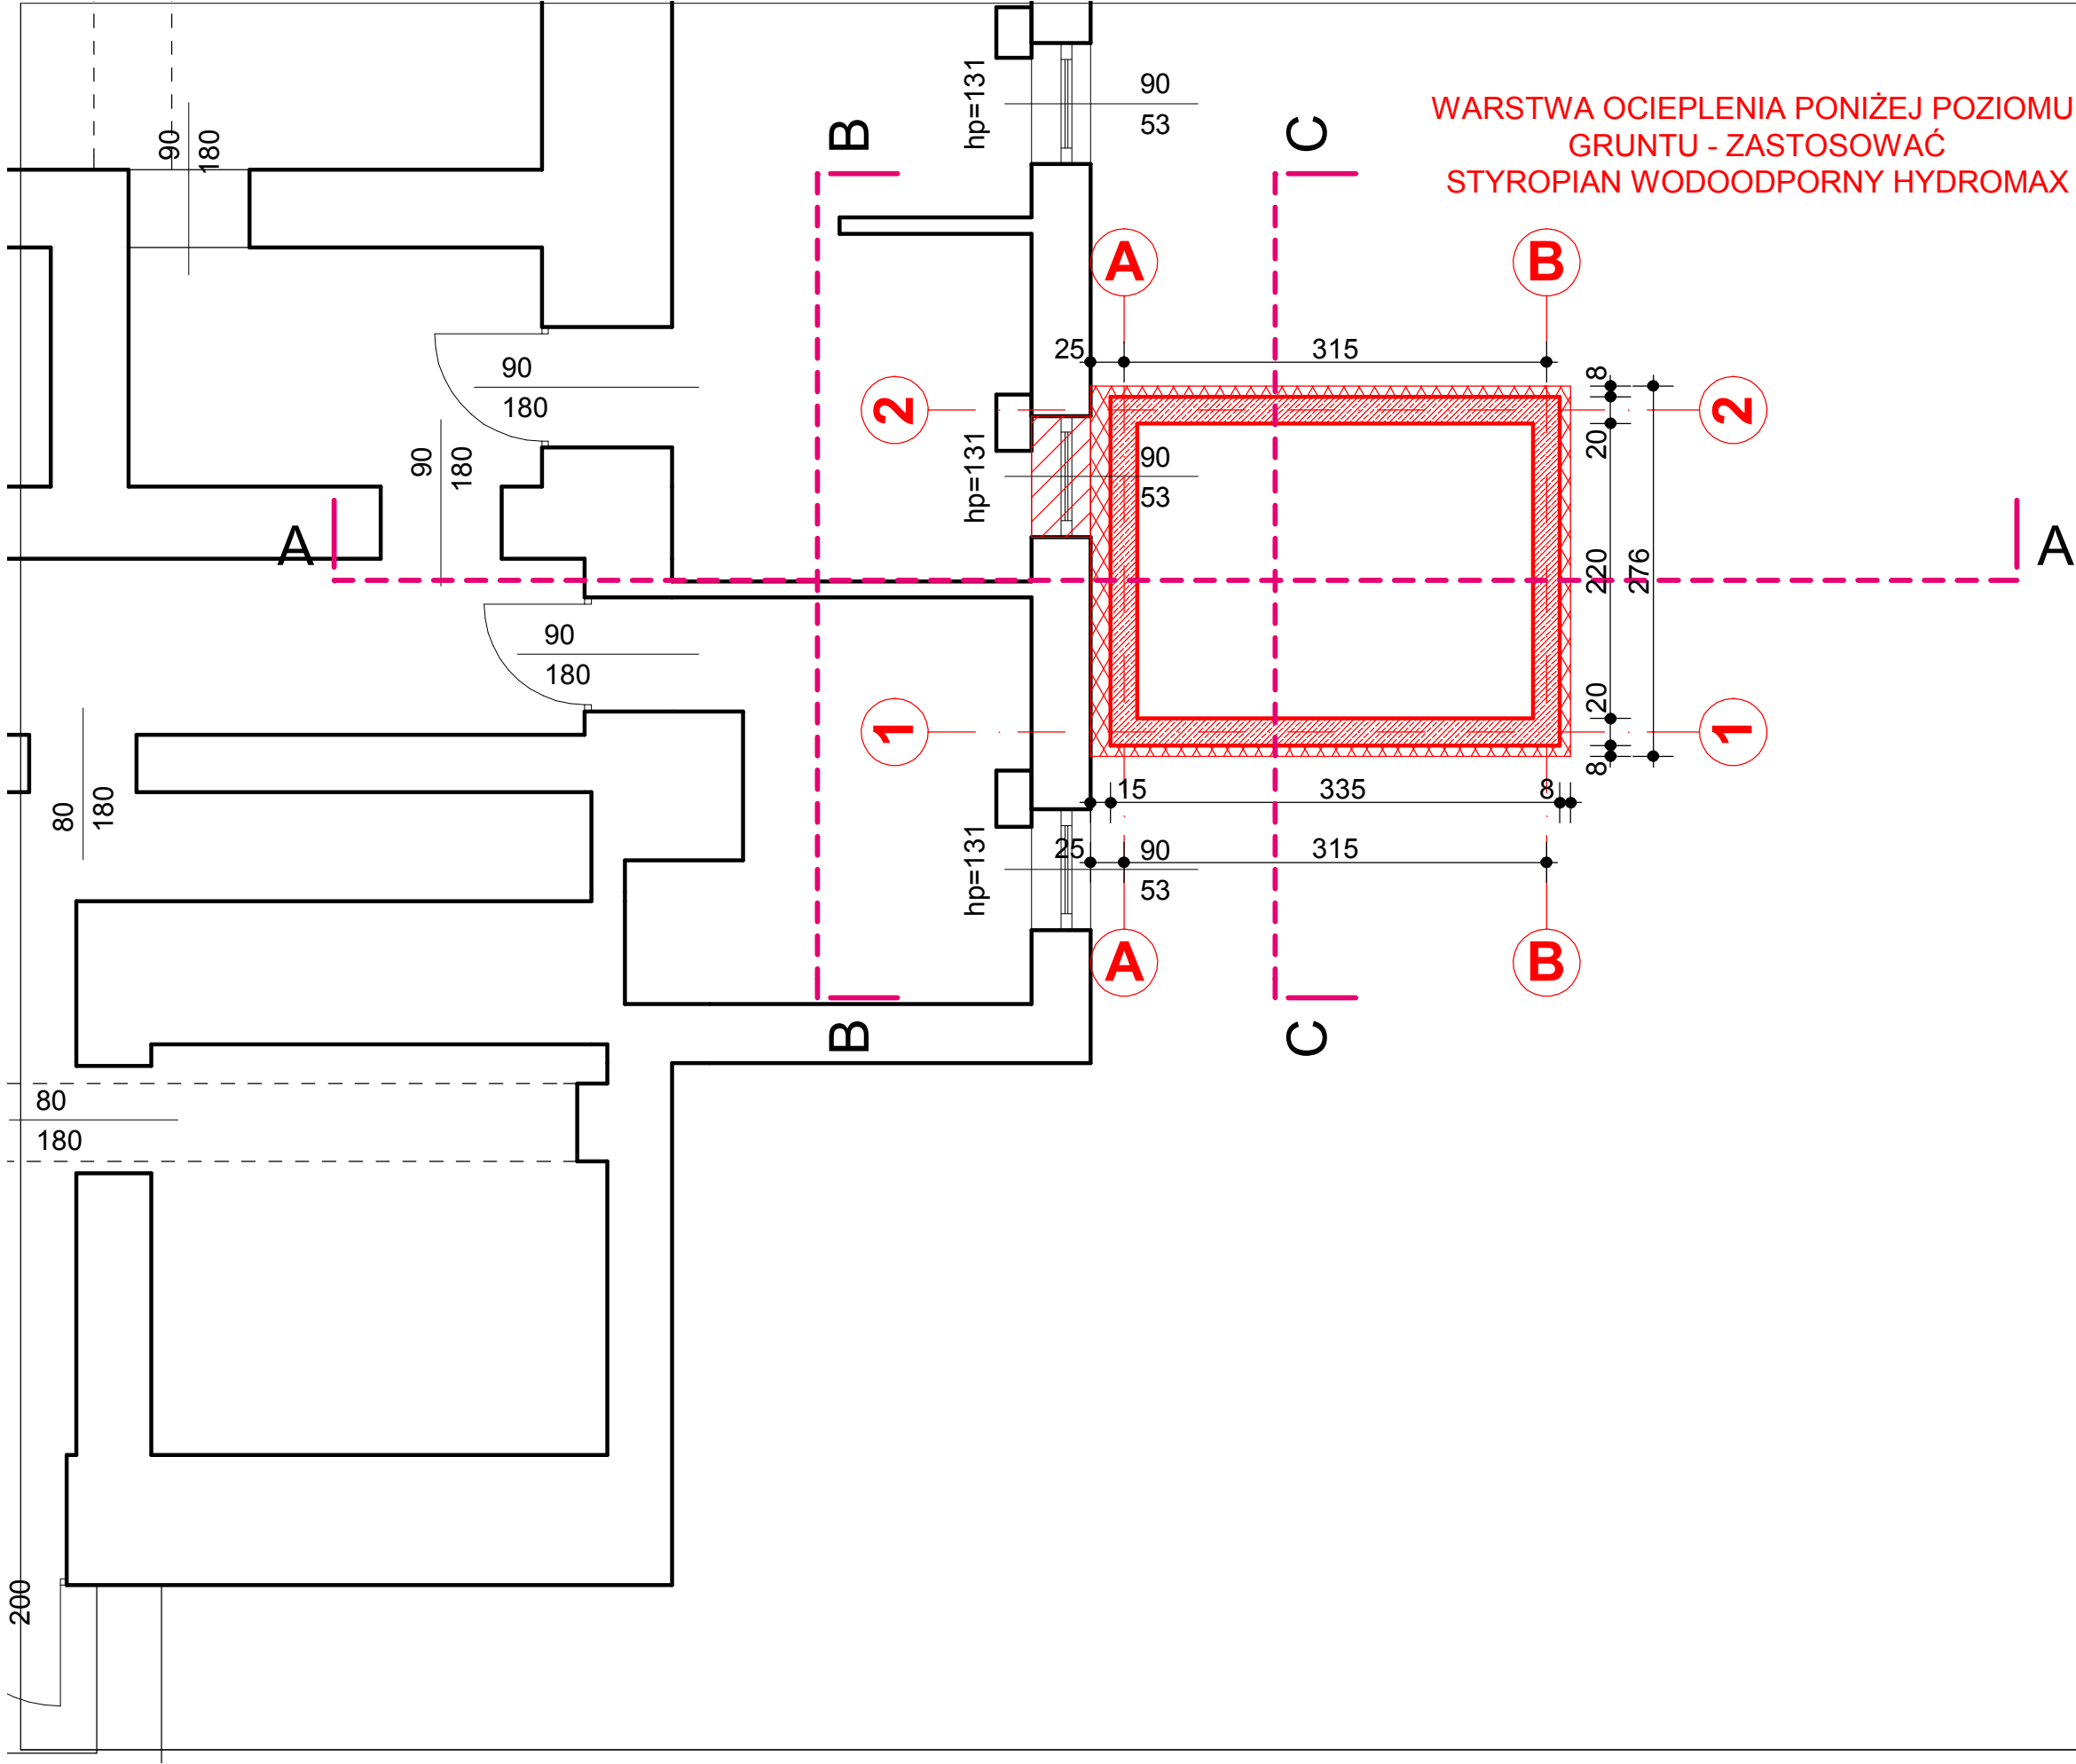 WARSTWA OCIEPLENIA PONIŻEJ POZIOMU
GRUNTU - ZASTOSOWAĆ
STYROPIAN WODOODPORNY HYDROMAX
90
180
hp=131
90
53
B
C
A
B
25
315
90
180
2
8
2
90
180
hp=131
90
53
20
A
220
276
A
90
180
1
20
1
8
80
180
15
335
8
hp=131
25
90
53
315
A
B
B
C
80
180
200